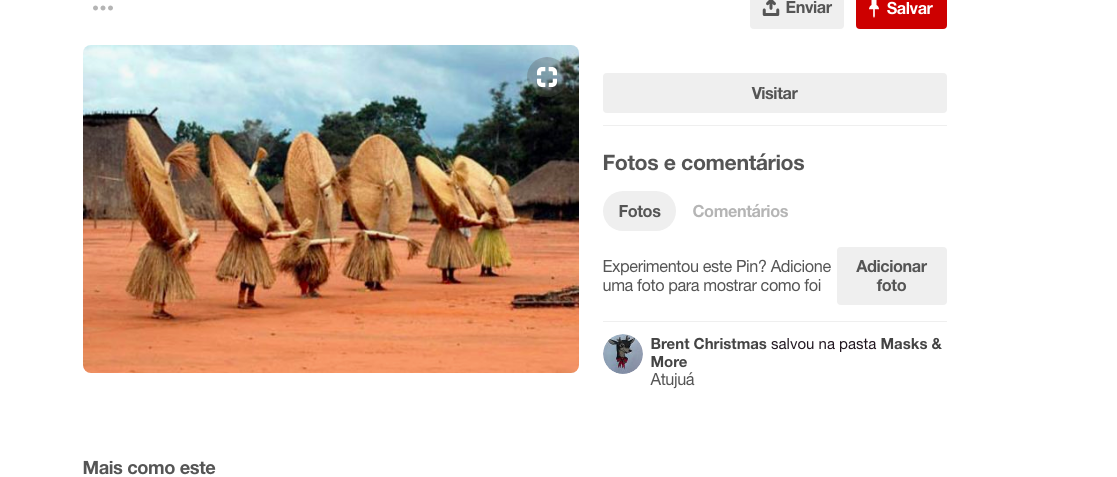 Enviar
Salvar
Visitar
Fotos e comentários
Fotos
Comentários
Experimentou este Pin? Adicione
uma foto para mostrar como foi
Adicionar
foto
Brent Christmas salvou na pasta Masks &
More
Atujuá
Mais como este